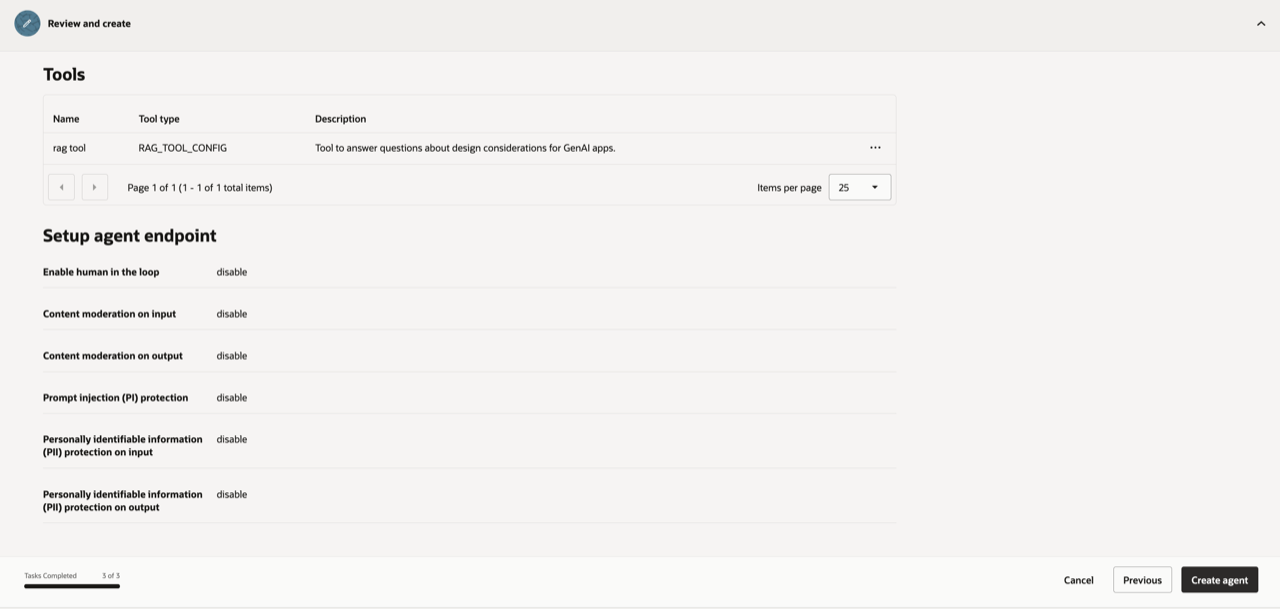 Review and create
Tools
Name Tool type Description
rag tool RAG_TOOL_CONFIG Tool to answer questions about design considerations for GenAI apps. ...
Page 1 of 1 (1 - 1 of 1 total items) Items per page 25
Setup agent endpoint
Enable human in the loop disable
Content moderation on input disable
Content moderation on output disable
Prompt injection (PI) protection disable
Personally identifiable information disable
(PII) protection on input
Personally identifiable information disable
(PII) protection on output
Tasks Completed 3 of 3
Cancel Previous Create agent